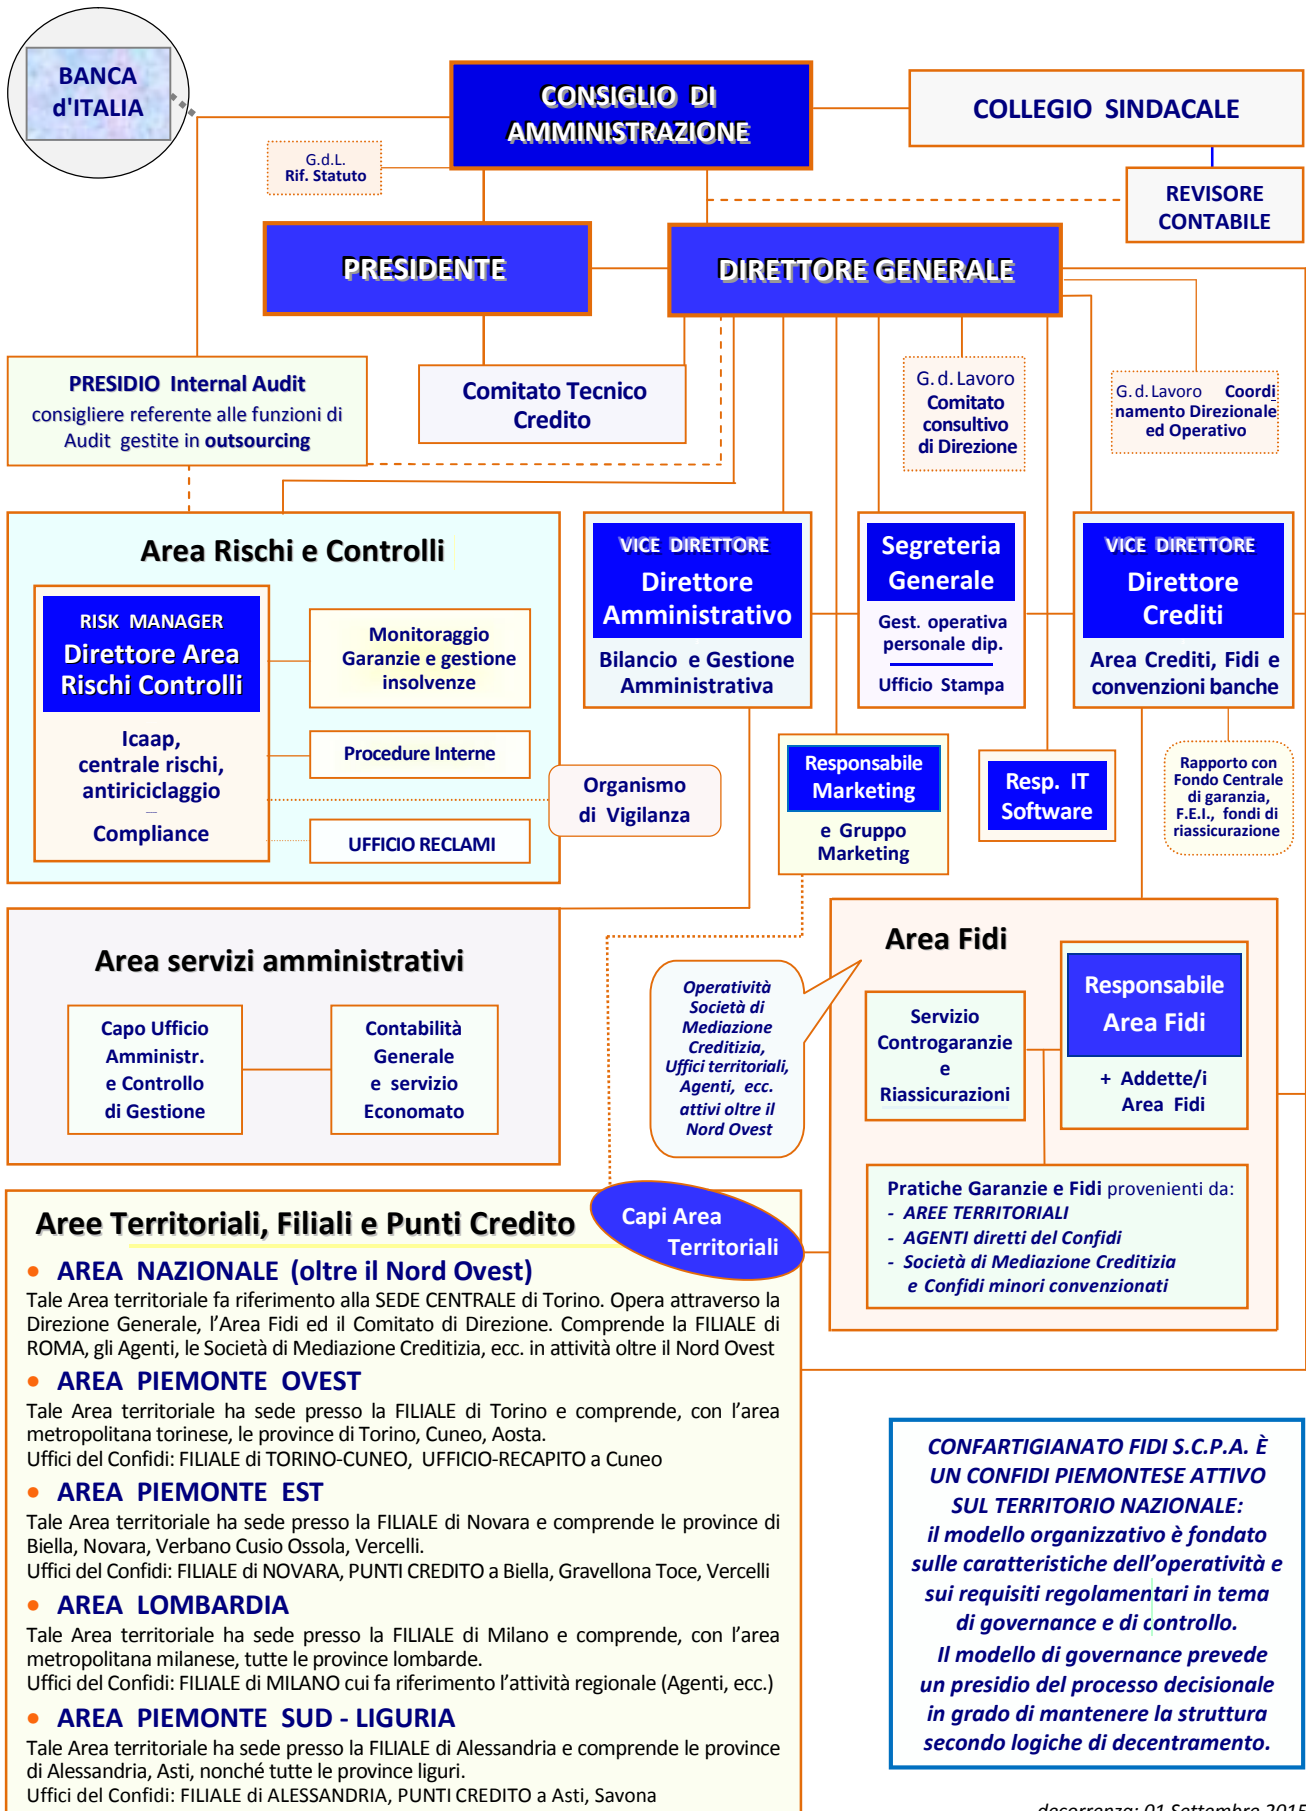 BANCA
d'ITALIA
CONSIGLIO DI
AMMINISTRAZIONE
COLLEGIO SINDACALE
G.d.L.
Rif. Statuto
REVISORE
CONTABILE
PRESIDENTE
DIRETTORE GENERALE
PRESIDIO Internal Audit
consigliere referente alle funzioni di
Audit gestite in outsourcing
Comitato Tecnico
Credito
G. d. Lavoro
Comitato
consultivo
di Direzione
G. d. Lavoro Coordi
namento Direzionale
ed Operativo
Area Rischi e Controlli
RISK MANAGER
Direttore Area
Rischi Controlli
Icaap,
centrale rischi,
antiriciclaggio
–
Compliance
Monitoraggio
Garanzie e gestione
insolvenze
Procedure Interne
UFFICIO RECLAMI
Organismo
di Vigilanza
VICE DIRETTORE
Direttore
Amministrativo
Bilancio e Gestione
Amministrativa
Segreteria
Generale
Gest. operativa
personale dip.
Ufficio Stampa
VICE DIRETTORE
Direttore
Crediti
Area Crediti, Fidi e
convenzioni banche
Responsabile
Marketing
e Gruppo
Marketing
Resp. IT
Software
Rapporto con
Fondo Centrale
di garanzia,
F.E.I., fondi di
riassicurazione
Area servizi amministrativi
Capo Ufficio
Amministr.
e Controllo
di Gestione
Contabilità
Generale
e servizio
Economato
Operatività
Società di
Mediazione
Creditizia,
Uffici territoriali,
Agenti, ecc.
attivi oltre il
Nord Ovest
Area Fidi
Servizio
Controgaranzie
e
Riassicurazioni
Responsabile
Area Fidi
+ Addette/i
Area Fidi
Pratiche Garanzie e Fidi provenienti da:
- AREE TERRITORIALI
- AGENTI diretti del Confidi
- Società di Mediazione Creditizia
e Confidi minori convenzionati
Aree Territoriali, Filiali e Punti Credito
Capi Area
Territoriali
• AREA NAZIONALE (oltre il Nord Ovest)
Tale Area territoriale fa riferimento alla SEDE CENTRALE di Torino. Opera attraverso la
Direzione Generale, l’Area Fidi ed il Comitato di Direzione. Comprende la FILIALE di
ROMA, gli Agenti, le Società di Mediazione Creditizia, ecc. in attività oltre il Nord Ovest
• AREA PIEMONTE OVEST
Tale Area territoriale ha sede presso la FILIALE di Torino e comprende, con l’area
metropolitana torinese, le province di Torino, Cuneo, Aosta.
Uffici del Confidi: FILIALE di TORINO-CUNEO, UFFICIO-RECAPITO a Cuneo
• AREA PIEMONTE EST
Tale Area territoriale ha sede presso la FILIALE di Novara e comprende le province di
Biella, Novara, Verbano Cusio Ossola, Vercelli.
Uffici del Confidi: FILIALE di NOVARA, PUNTI CREDITO a Biella, Gravellona Toce, Vercelli
• AREA LOMBARDIA
Tale Area territoriale ha sede presso la FILIALE di Milano e comprende, con l’area
metropolitana milanese, tutte le province lombarde.
Uffici del Confidi: FILIALE di MILANO cui fa riferimento l’attività regionale (Agenti, ecc.)
• AREA PIEMONTE SUD - LIGURIA
Tale Area territoriale ha sede presso la FILIALE di Alessandria e comprende le province
di Alessandria, Asti, nonché tutte le province liguri.
Uffici del Confidi: FILIALE di ALESSANDRIA, PUNTI CREDITO a Asti, Savona
CONFARTIGIANATO FIDI S.C.P.A. È
UN CONFIDI PIEMONTESE ATTIVO
SUL TERRITORIO NAZIONALE:
il modello organizzativo è fondato
sulle caratteristiche dell’operatività e
sui requisiti regolamentari in tema
di governance e di controllo.
Il modello di governance prevede
un presidio del processo decisionale
in grado di mantenere la struttura
secondo logiche di decentramento.
decorrenza: 01 Settembre 2015